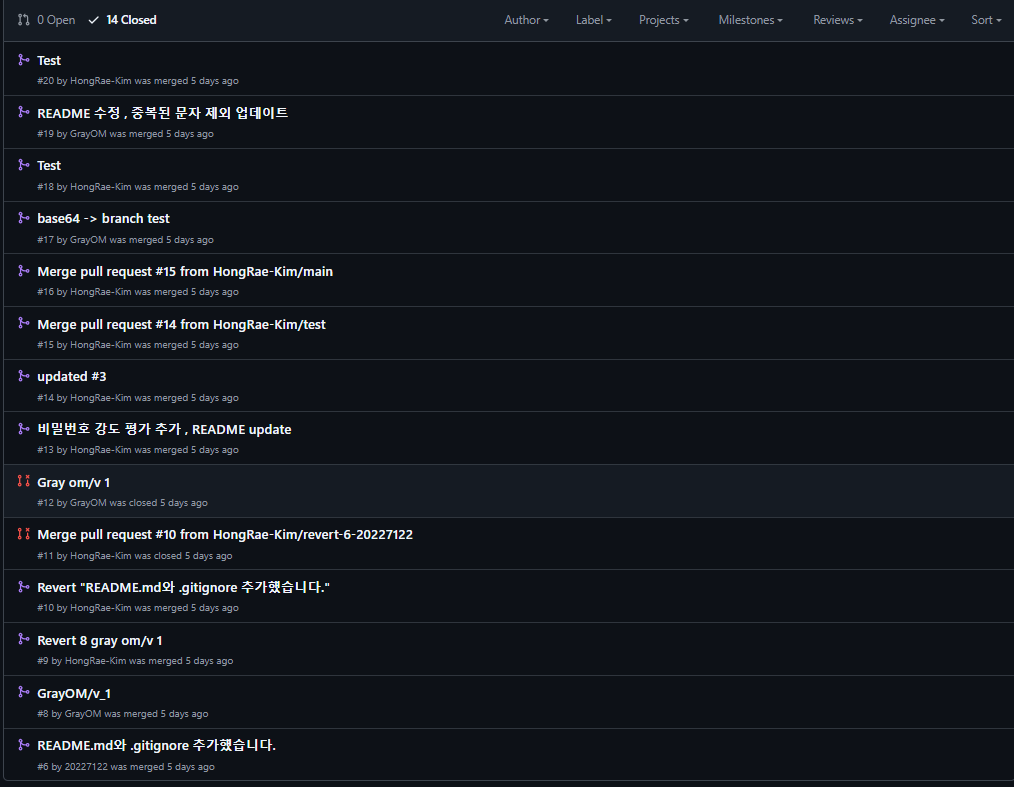 0 Open 14 Closed Author Label Projects Milestones Reviews Assignee Sort
Test
#20 by HongRae-Kim was merged 5 days ago
README 수정 , 중복된 문자 제외 업데이트
#19 by GrayOM was merged 5 days ago
Test
#18 by HongRae-Kim was merged 5 days ago
base64 -> branch test
#17 by GrayOM was merged 5 days ago
Merge pull request #15 from HongRae-Kim/main
#16 by HongRae-Kim was merged 5 days ago
Merge pull request #14 from HongRae-Kim/test
#15 by HongRae-Kim was merged 5 days ago
updated #3
#14 by HongRae-Kim was merged 5 days ago
비밀번호 강도 평가 추가 , README update
#13 by HongRae-Kim was merged 5 days ago
Gray om/v 1
#12 by GrayOM was closed 5 days ago
Merge pull request #10 from HongRae-Kim/revert-6-20227122
#11 by HongRae-Kim was closed 5 days ago
Revert "README.md와 .gitignore 추가했습니다."
#10 by HongRae-Kim was merged 5 days ago
Revert 8 gray om/v 1
#9 by HongRae-Kim was merged 5 days ago
GrayOM/v_1
#8 by GrayOM was merged 5 days ago
README.md와 .gitignore 추가했습니다.
#6 by 20227122 was merged 5 days ago